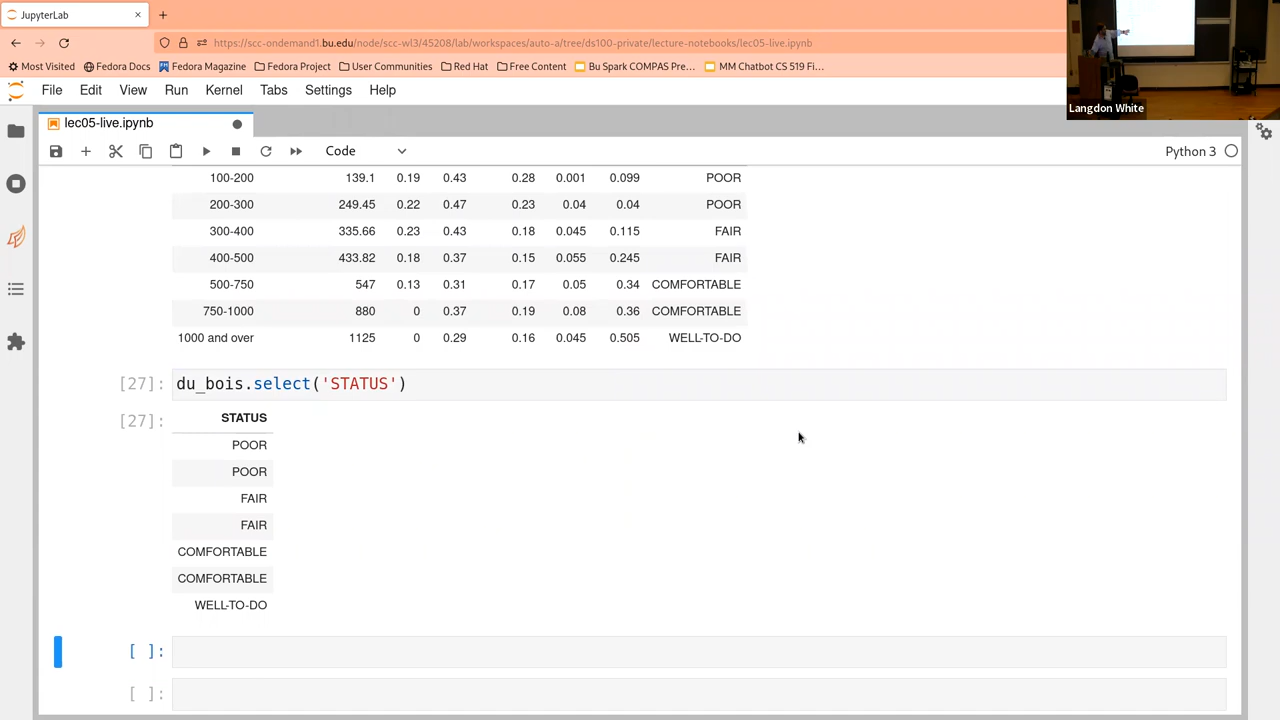 JupyterLab
https://scc-ondemand1.bu.edu/node/scc-wl3/45208/lab/workspaces/auto-a/tree/ds100-private/lecture-notebooks/lec05-live.ipynb
Most Visited Fedora Docs Fedora Magazine Fedora Project User Communities Red Hat Free Content Bu Spark COMPAS Pre… MM Chatbot CS 519 Fi…
Langdon White
File Edit View Run Kernel Tabs Settings Help
lec05-live.ipynb
Code Python 3
100-200 139.1 0.19 0.43 0.28 0.001 0.099 POOR
200-300 249.45 0.22 0.47 0.23 0.04 0.04 POOR
300-400 335.66 0.23 0.43 0.18 0.045 0.115 FAIR
400-500 433.82 0.18 0.37 0.15 0.055 0.245 FAIR
500-750 547 0.13 0.31 0.17 0.05 0.34 COMFORTABLE
750-1000 880 0 0.37 0.19 0.08 0.36 COMFORTABLE
1000 and over 1125 0 0.29 0.16 0.045 0.505 WELL-TO-DO
[27]: du_bois.select('STATUS')
[27]: STATUS
POOR
POOR
FAIR
FAIR
COMFORTABLE
COMFORTABLE
WELL-TO-DO
[ ]:
[ ]: